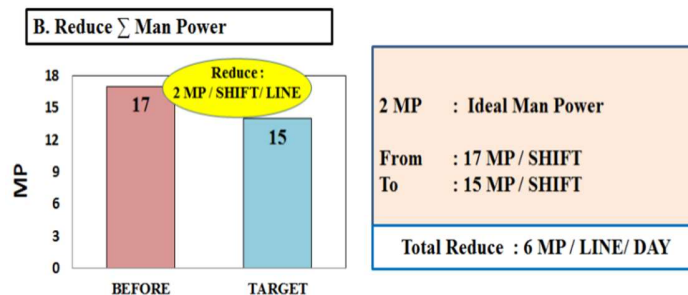 B. Reduce ∑ Man Power
Reduce :
2 MP / SHIFT/ LINE
18
15
12
9
6
3
0
MP
17
15
BEFORE
TARGET
2 MP : Ideal Man Power
From : 17 MP / SHIFT
To : 15 MP / SHIFT
Total Reduce : 6 MP / LINE/ DAY